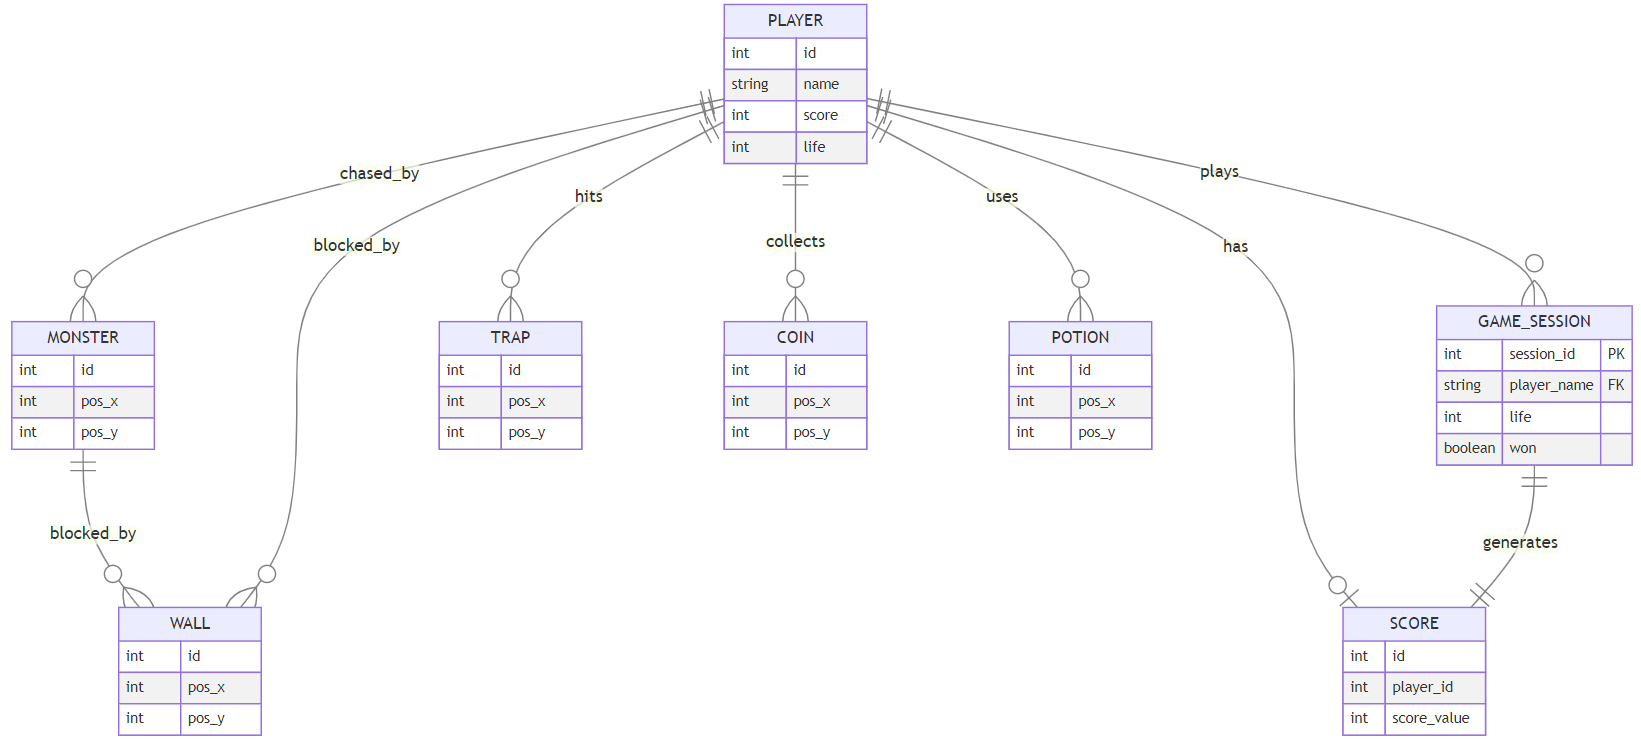 PLAYER
int id
string name
int score
int life
chased_by
blocked_by
hits
collects
uses
has
plays
MONSTER
int id
int pos_x
int pos_y
TRAP
int id
int pos_x
int pos_y
COIN
int id
int pos_x
int pos_y
POTION
int id
int pos_x
int pos_y
GAME_SESSION
int session_id PK
string player_name FK
int life
boolean won
blocked_by
generates
WALL
int id
int pos_x
int pos_y
SCORE
int id
int player_id
int score_value